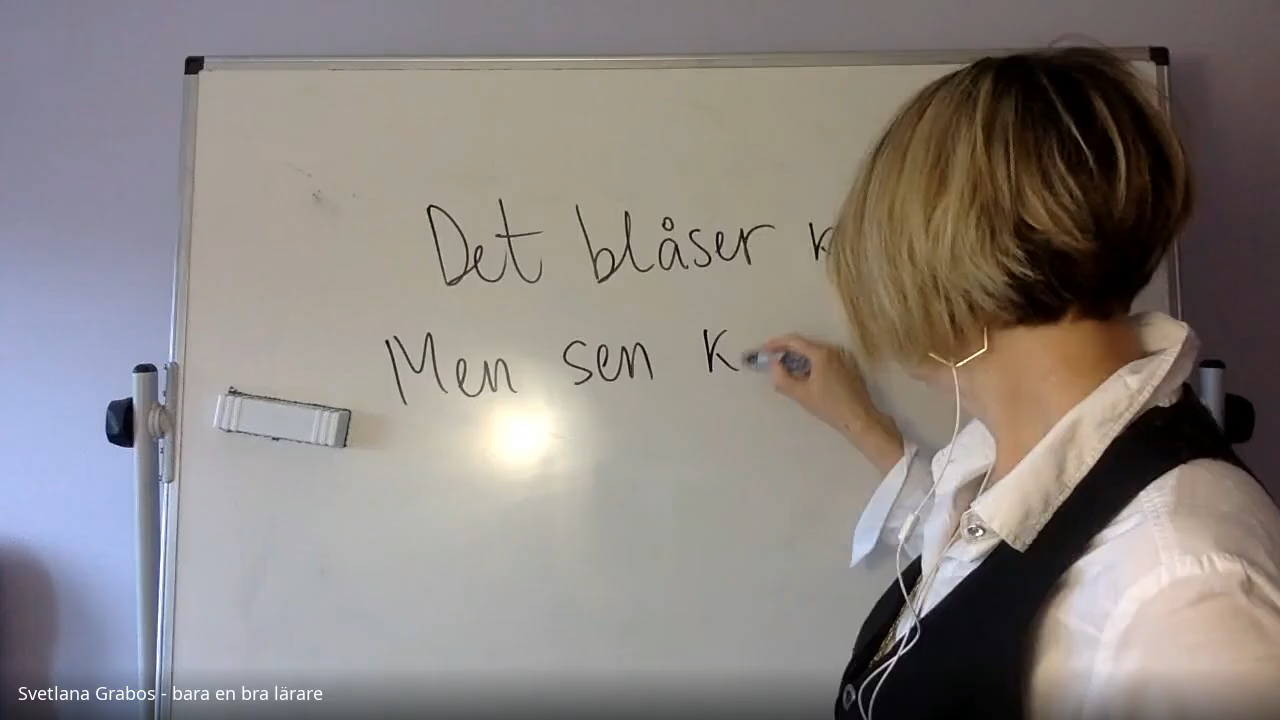 Det blåser
Men sen k
Svetlana Grabos - bara en bra lärare